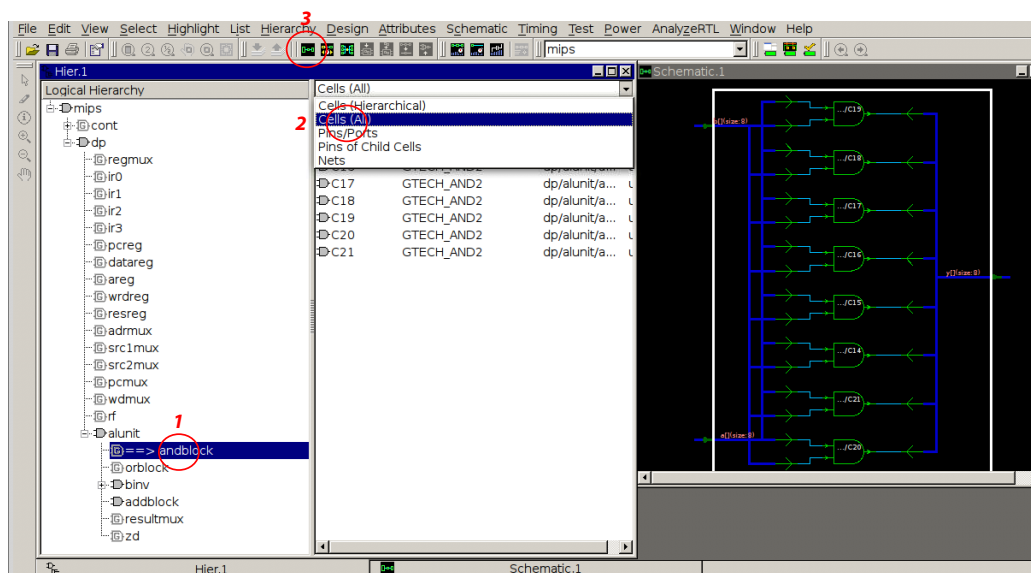 File Edit View Select Highlight List Hierarchy Design Attributes Schematic Timing Test Power AnalyzeRTL Window Help
3
mips
Hier.1
Logical Hierarchy
mips
cont
dp
regmux
ir0
ir1
ir2
ir3
pcreg
datareg
areg
wrdreg
resreg
adrmux
src1mux
src2mux
pcmux
wdmux
rf
1
alunit
==> andblock
orblock
binv
addblock
resultmux
zd
Cells (All)
Cells (Hierarchical)
2 Cells (All)
Pins/Ports
Pins of Child Cells
Nets
C17 GTECH_AND2 dp/alunit/a...
C18 GTECH_AND2 dp/alunit/a...
C19 GTECH_AND2 dp/alunit/a...
C20 GTECH_AND2 dp/alunit/a...
C21 GTECH_AND2 dp/alunit/a...
Schematic.1
.../C19
.../C18
.../C17
.../C16
y[](size:8)
.../C15
.../C14
.../C21
.../C20
Hier.1 Schematic.1